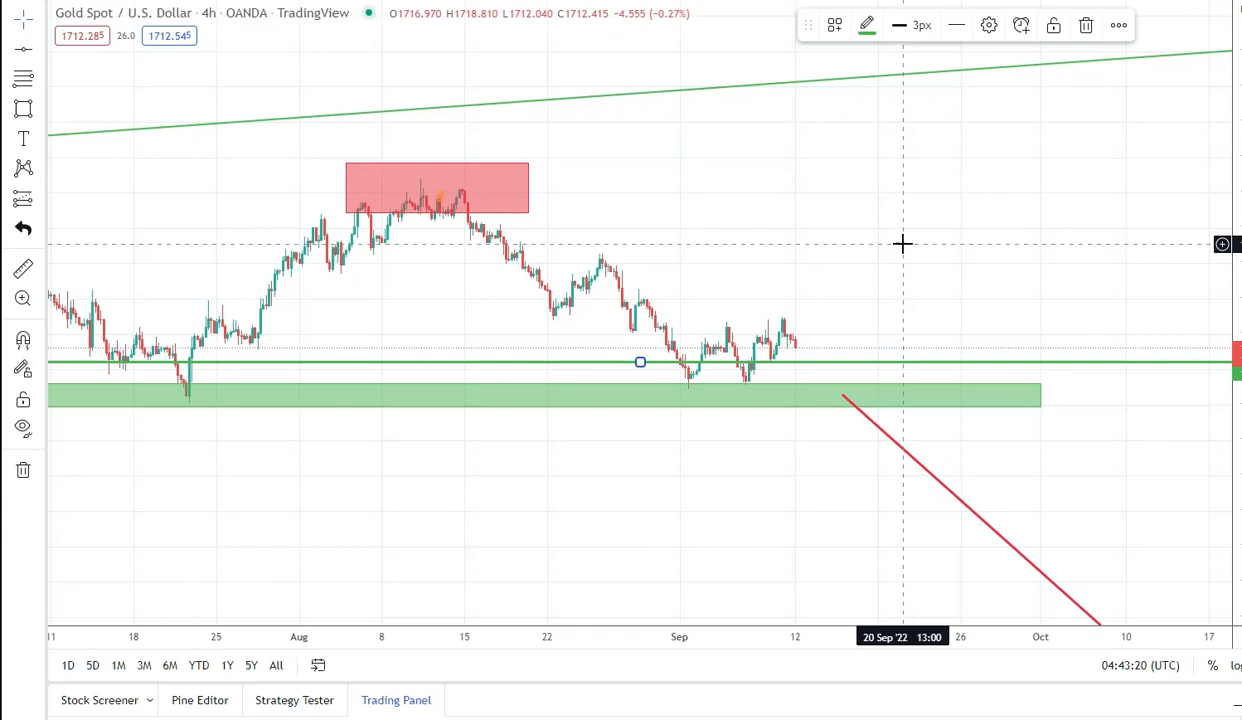 Gold Spot / U.S. Dollar · 4h · OANDA · TradingView O1716.970 H1718.810 L1712.040 C1712.415 −4.555 (−0.27%)
1712.285 26.0 1712.545
3px
T
11 18 25 Aug 8 15 22 Sep 12 20 Sep '22 13:00 26 Oct 10 17
1D 5D 1M 3M 6M YTD 1Y 5Y All 04:43:20 (UTC) %
Stock Screener Pine Editor Strategy Tester Trading Panel